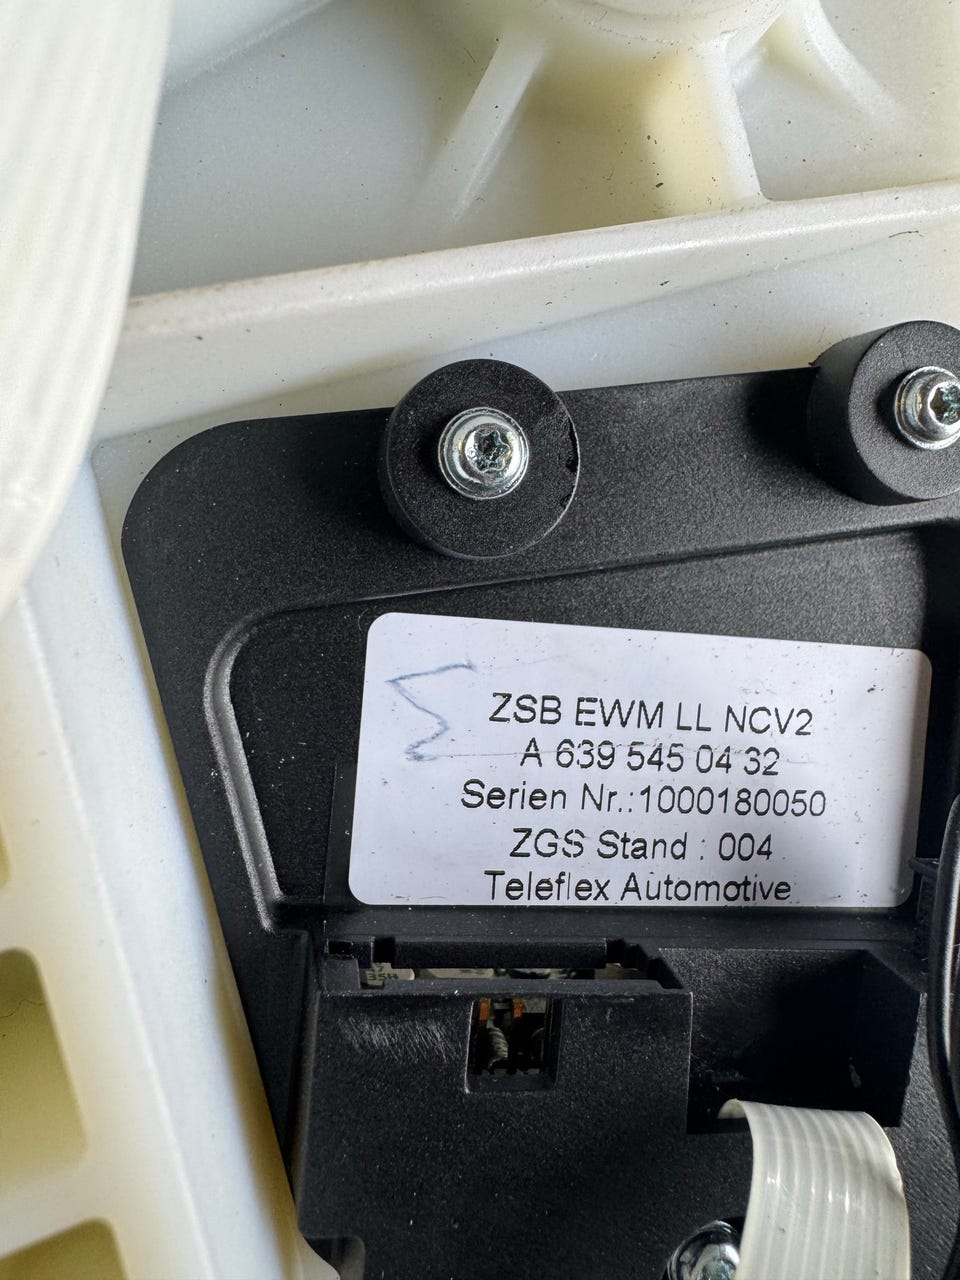 ZSB EWM LL NCV2
A 639 545 04 32
Serien Nr.:1000180050
ZGS Stand : 004
Teleflex Automotive